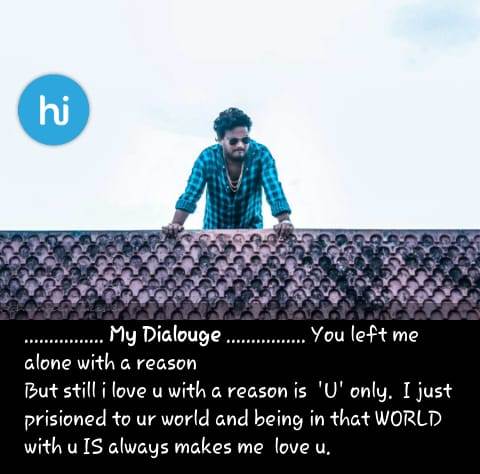 hi
................ My Dialouge ................ You left me
alone with a reason
But still i love u with a reason is 'U' only. I just
prisioned to ur world and being in that WORLD
with u IS always makes me love u.